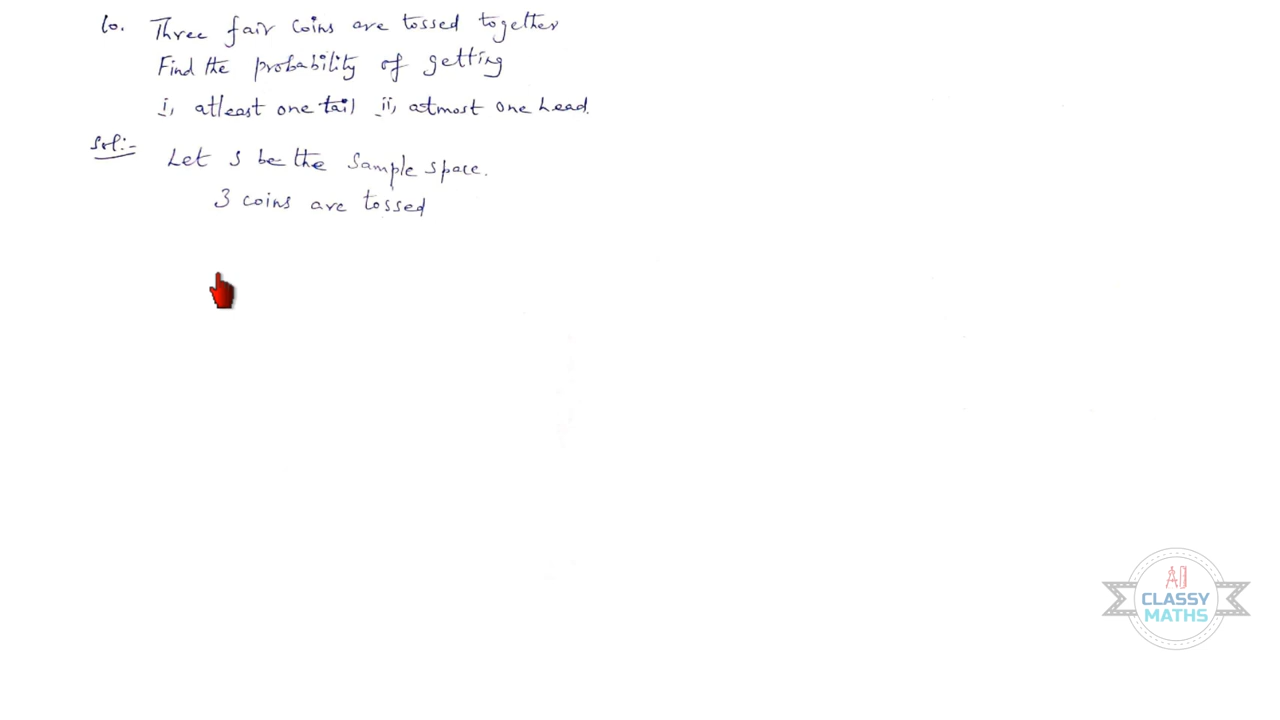 10. Three fair coins are tossed together
Find the probability of getting
i, atleast one tail ii, atmost one head.
Sol:-
Let S be the Sample space.
3 coins are tossed
CLASSY
MATHS